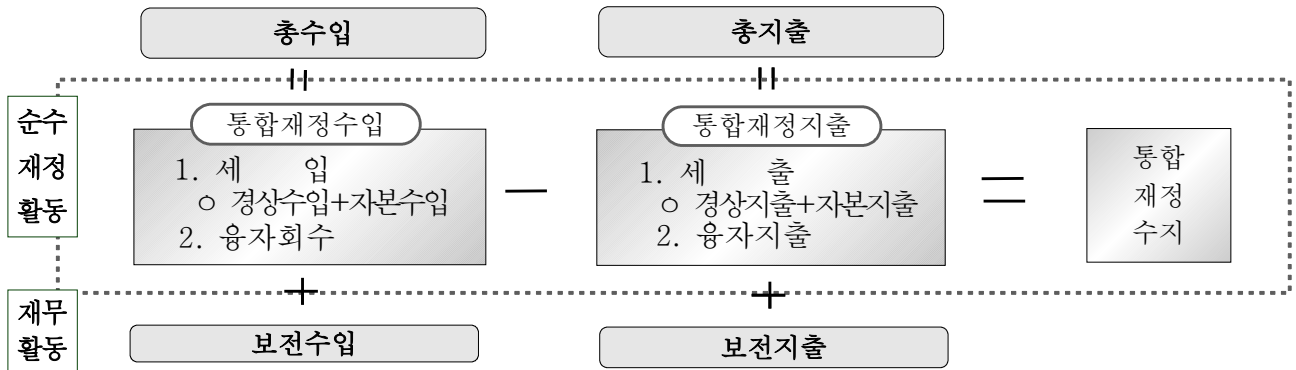 총수입
총지출
=
=
순수
재정
활동
통합재정수입
1. 세 입
○ 경상수입+자본수입
2. 융자회수
−
통합재정지출
1. 세 출
○ 경상지출+자본지출
2. 융자지출
=
통합
재정
수지
+
+
재무
활동
보전수입
보전지출